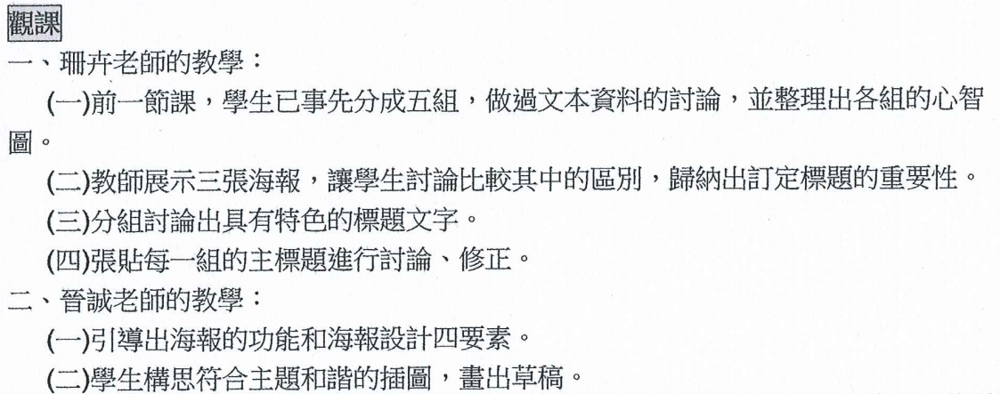 觀課
一、珊卉老師的教學：
(一)前一節課，學生已事先分成五組，做過文本資料的討論，並整理出各組的心智
圖。
(二)教師展示三張海報，讓學生討論比較其中的區別，歸納出訂定標題的重要性。
(三)分組討論出具有特色的標題文字。
(四)張貼每一組的主標題進行討論、修正。
二、晉誠老師的教學：
(一)引導出海報的功能和海報設計四要素。
(二)學生構思符合主題和諧的插圖，畫出草稿。